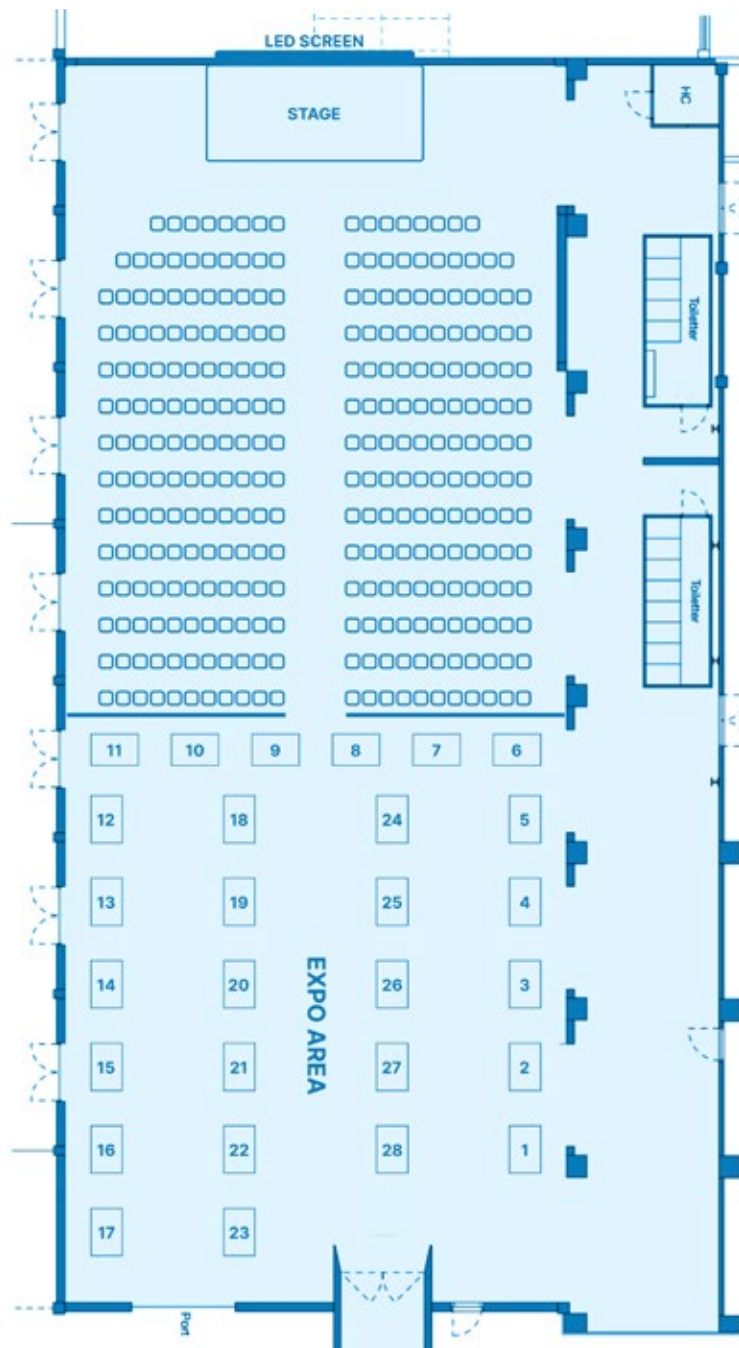 LED SCREEN
STAGE
HC
Toiletter
Toiletter
11 10 9 8 7 6
12 18 24 5
13 19 25 4
14 20 26 3
EXPO AREA
15 21 27 2
16 22 28 1
17 23
Port